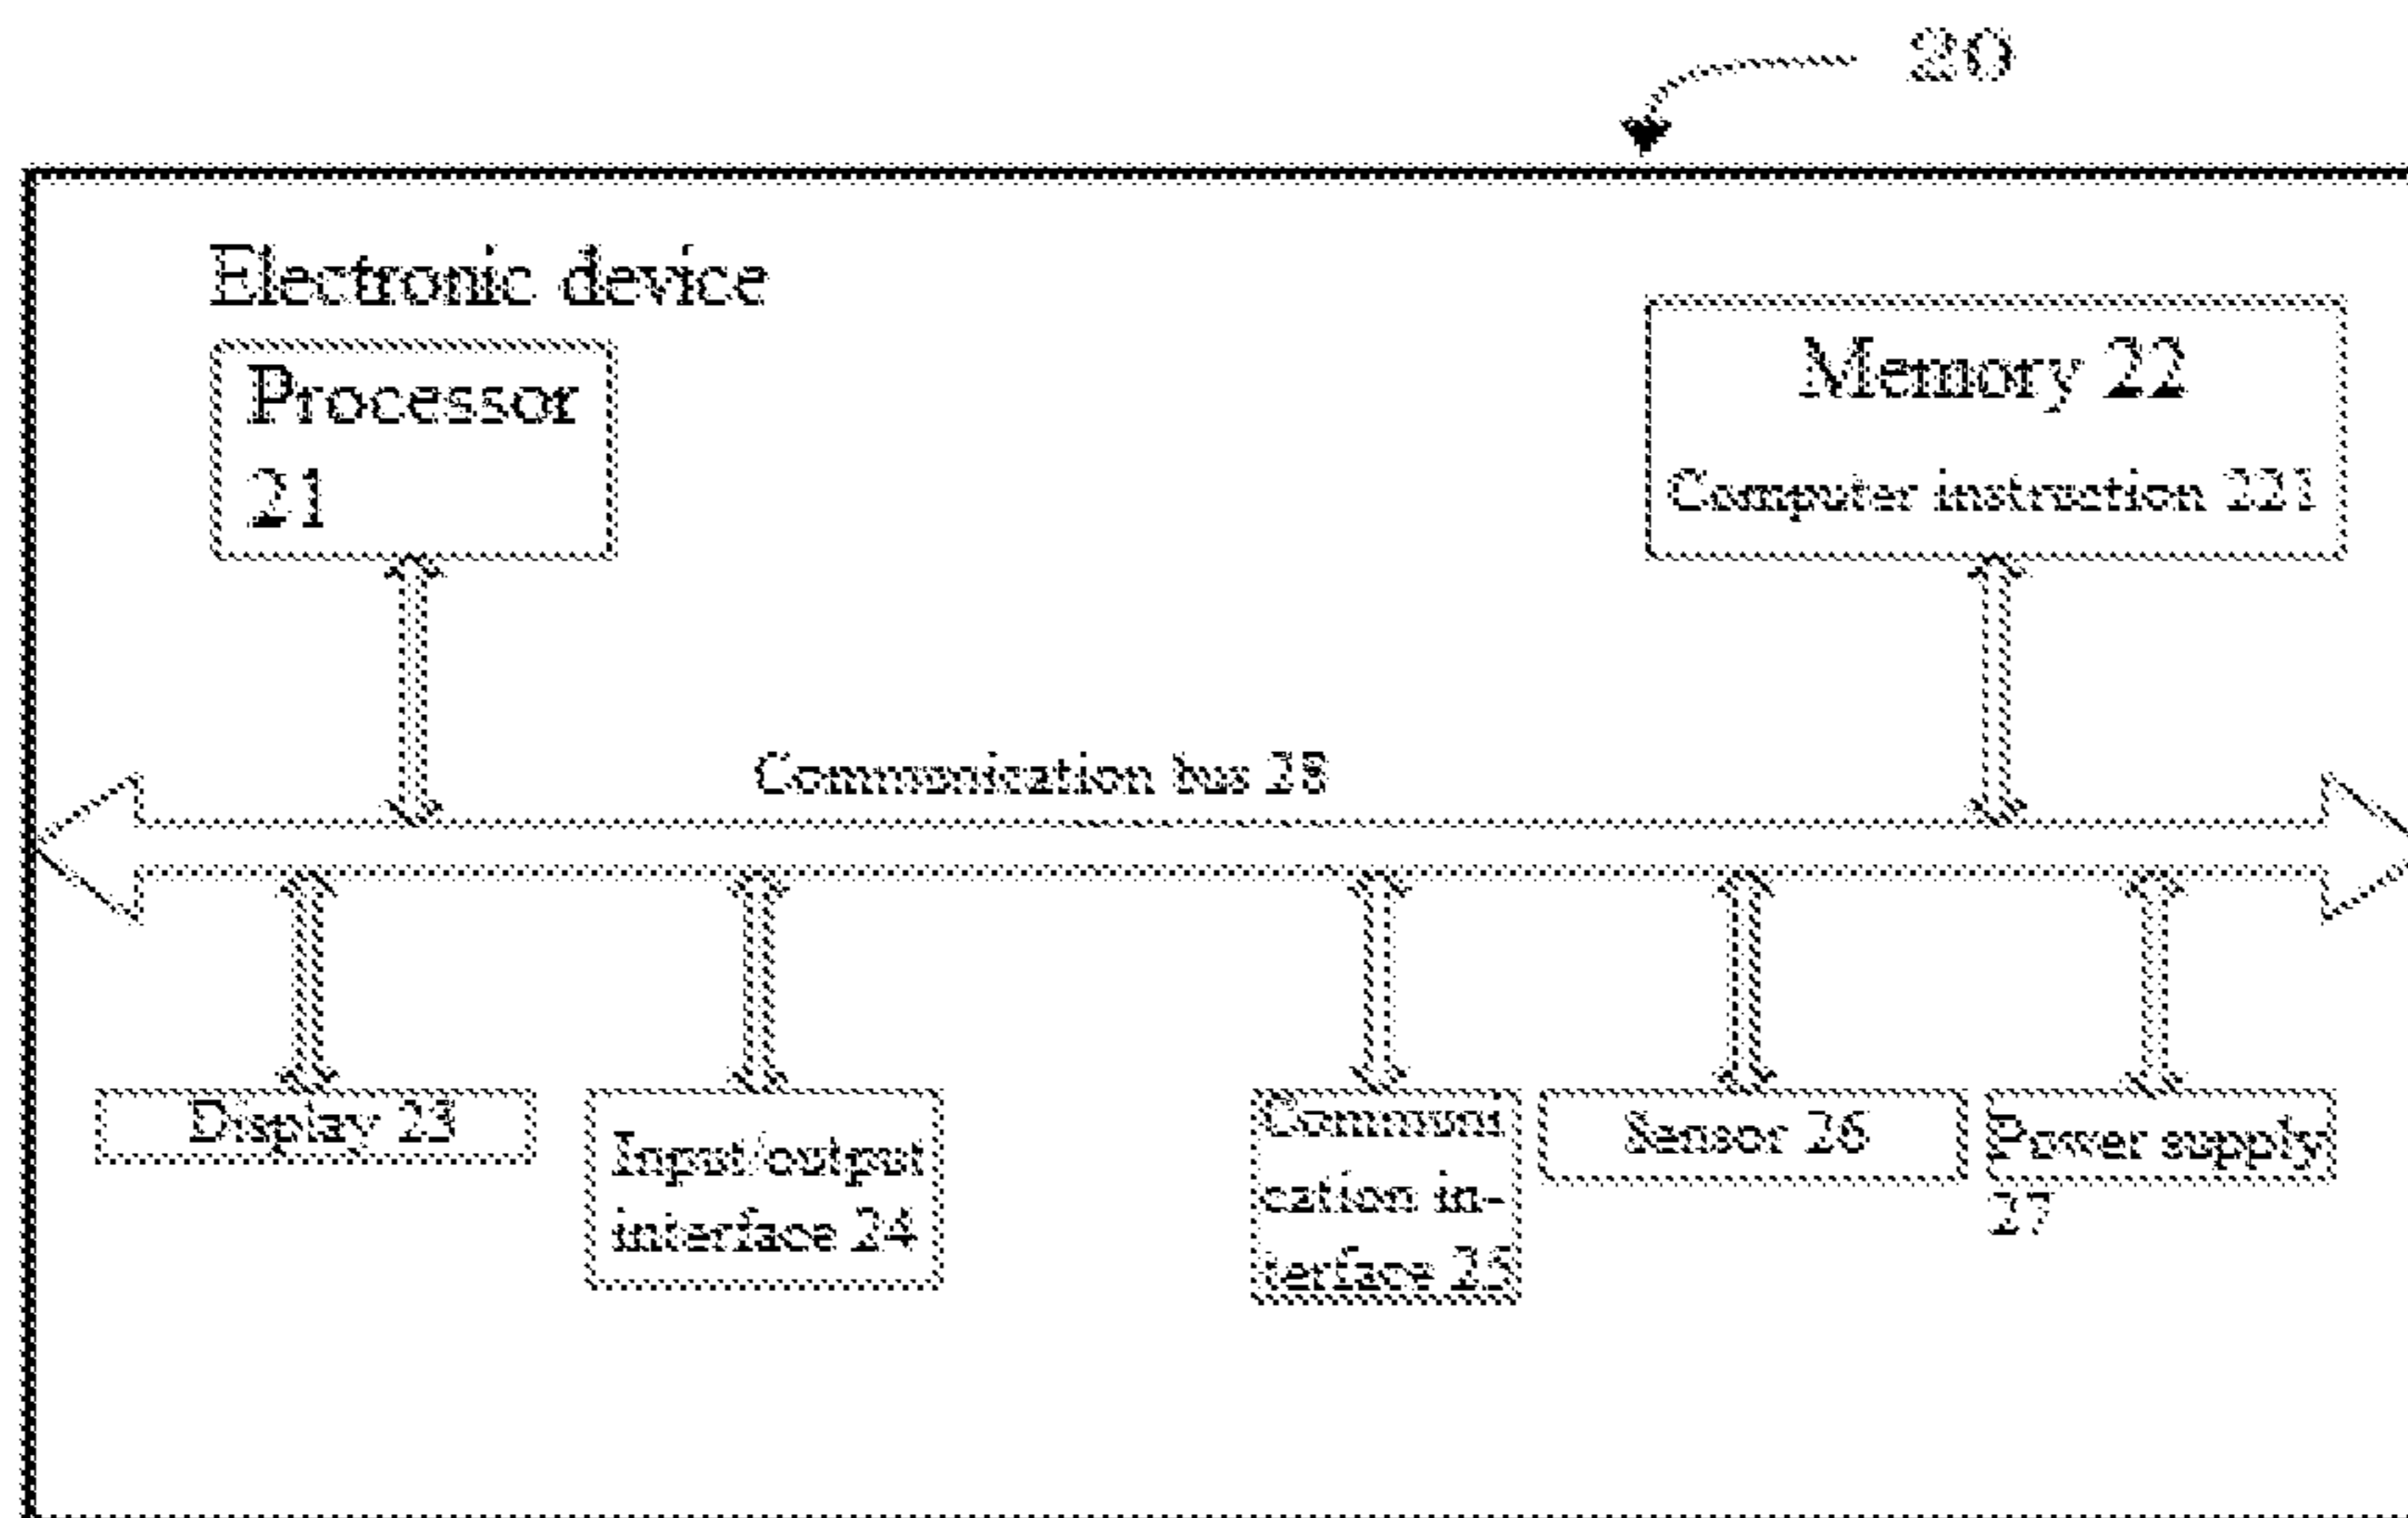 20
Electronic device
Processor
21
Memory 22
Computer instruction 221
Communication bus 28
Display 23
Input/output
interface 24
Communi
cation in-
terface 25
Sensor 26
Power supply
27